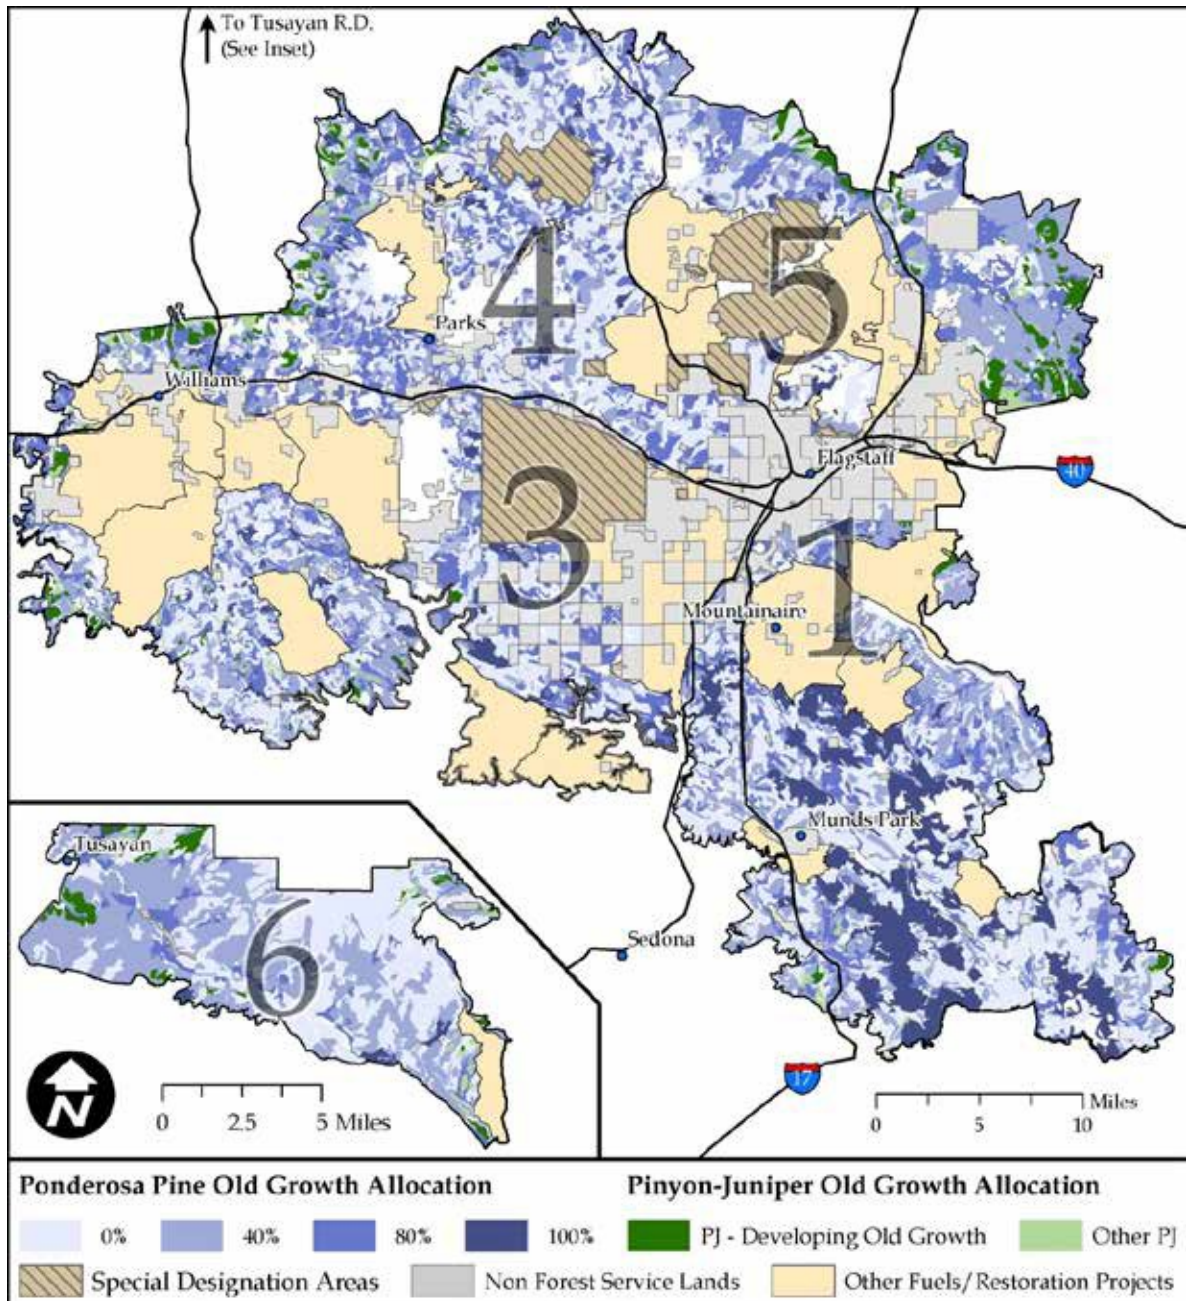 To Tusayan R.D.
(See Inset)
4
5
Parks
Williams
Flagstaff
40
3
1
Mountainaire
Munds Park
Tusayan
6
Sedona
N
0 2.5 5 Miles
17
0 5 10 Miles
Ponderosa Pine Old Growth Allocation
0% 40% 80% 100%
Pinyon-Juniper Old Growth Allocation
PJ - Developing Old Growth Other PJ
Special Designation Areas Non Forest Service Lands Other Fuels/Restoration Projects